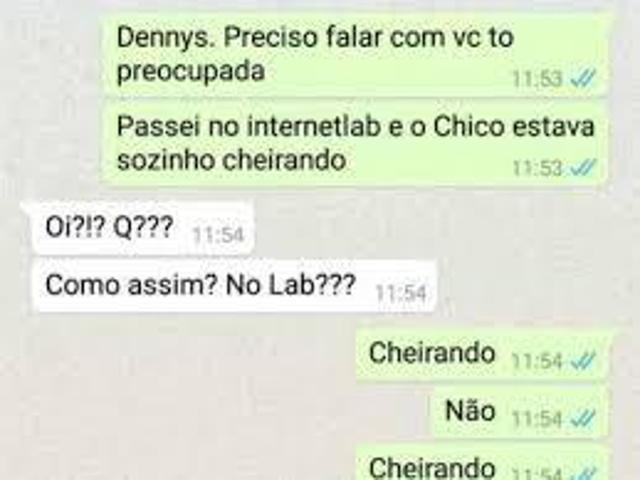 Dennys. Preciso falar com vc to
preocupada
11:53
Passei no internetlab e o Chico estava
sozinho cheirando
11:53
Oi?!? Q??? 11:54
Como assim? No Lab??? 11:54
Cheirando 11:54
Não 11:54
Cheirando 11:54